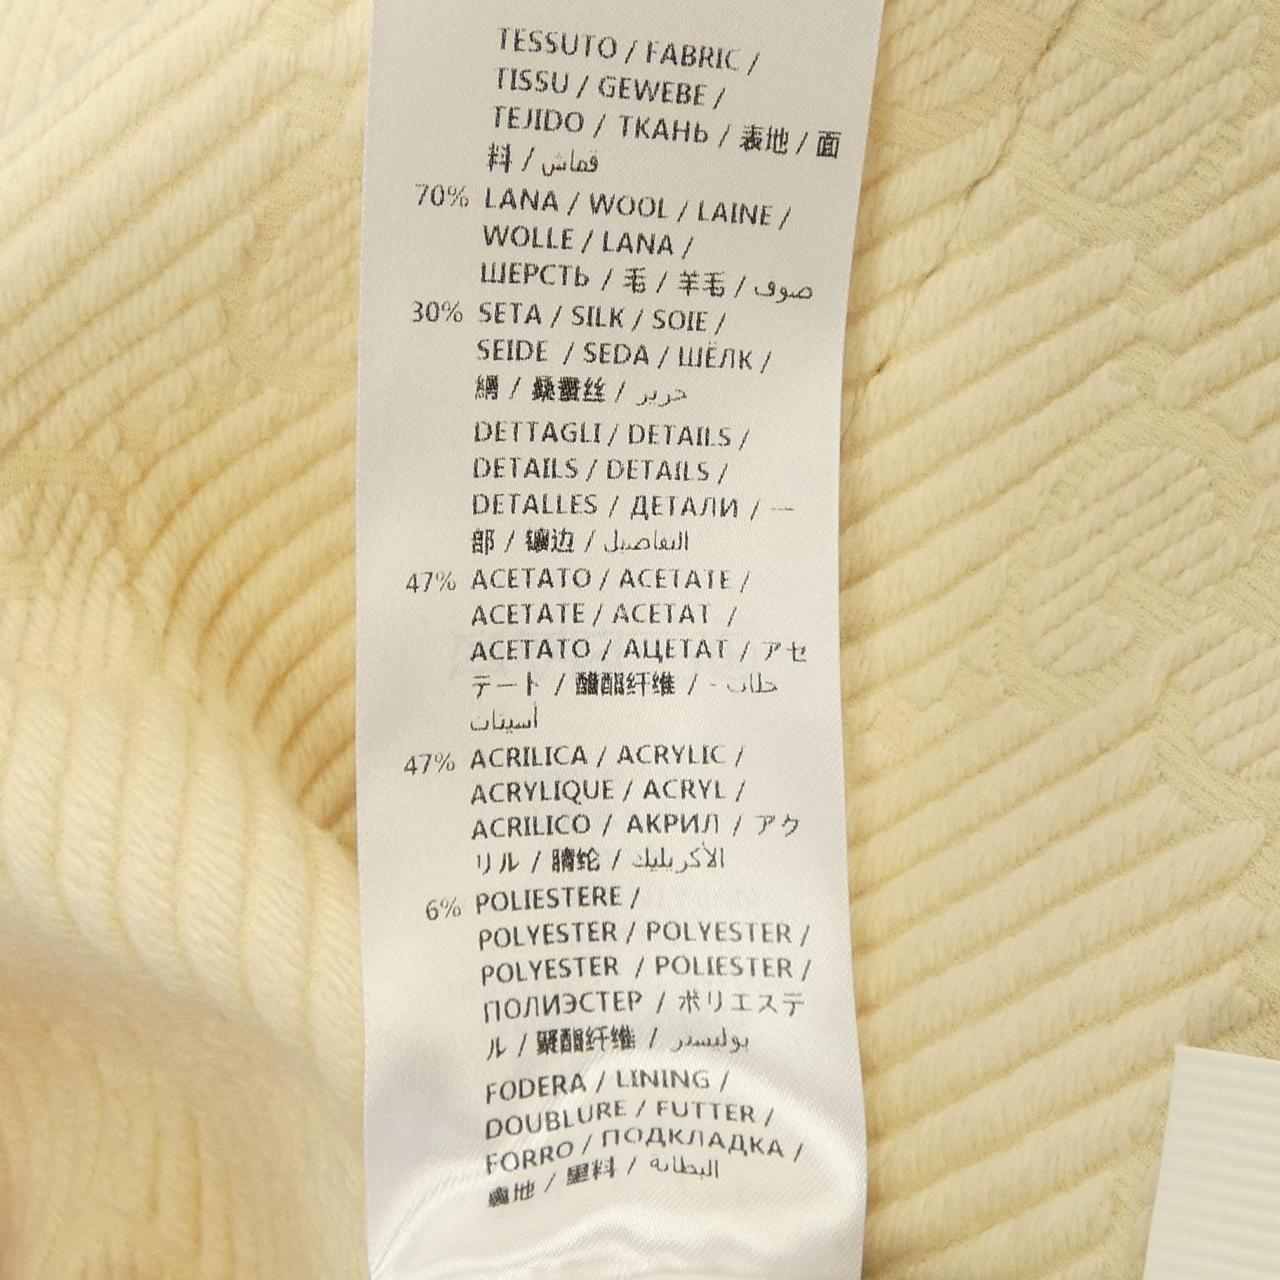 TESSUTO / FABRIC /
TISSU / GEWEBE /
TEJIDO / ТКАНЬ / 表地 / 面
料 / قماش
70% LANA / WOOL / LAINE /
WOLLE / LANA /
ШЕРСТЬ / 毛 / 羊毛 / صوف
30% SETA / SILK / SOIE /
SEIDE / SEDA / ШЁЛК /
絹 / 桑蠶丝 / حرير
DETTAGLI / DETAILS /
DETAILS / DETAILS /
DETALLES / ДЕТАЛИ / 一
部 / 镶边 / التفاصيل
47% ACETATO / ACETATE /
ACETATE / ACETAT /
ACETATO / АЦЕТАТ / アセ
テート / 醋酯纤维 / خلات -
أسيتات
47% ACRILICA / ACRYLIC /
ACRYLIQUE / ACRYL /
ACRILICO / АКРИЛ / アク
リル / 腈纶 / الأكريليك
6% POLIESTERE /
POLYESTER / POLYESTER /
POLYESTER / POLIESTER /
ПОЛИЭСТЕР / ポリエステ
ル / 聚酯纤维 / بوليستر
FODERA / LINING /
DOUBLURE / FUTTER /
FORRO / ПОДКЛАДКА /
裏地 / 里料 / البطانة